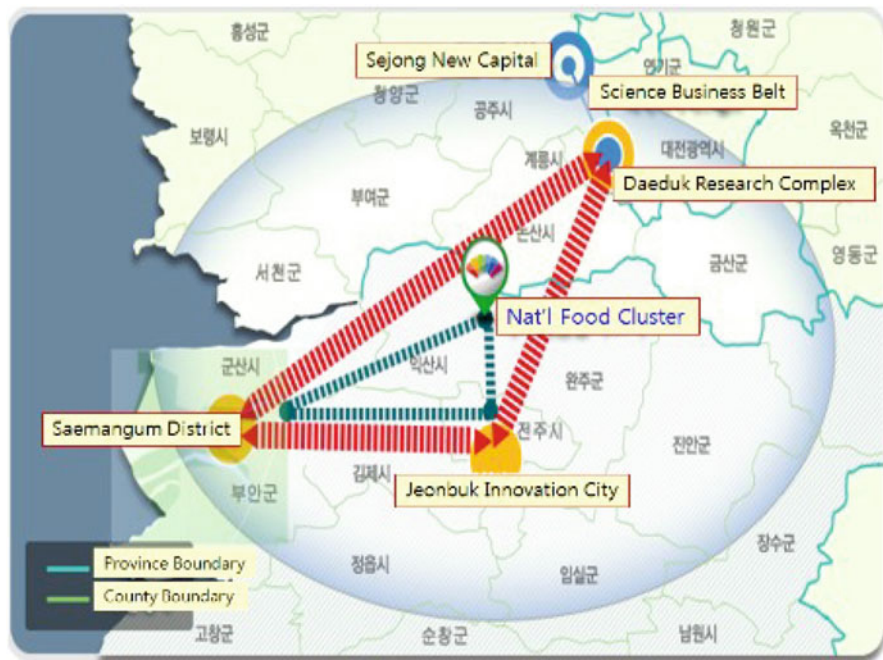 홍성군
청원군
Sejong New Capital
연기군
청양군
Science Business Belt
공주시
보령시
옥천군
계룡시
대전광역시
Daeduk Research Complex
부여군
논산시
서천군
금산군
영동군
Nat'l Food Cluster
군산시
익산시
완주군
Saemangum District
전주시
진안군
김제시
부안군
Jeonbuk Innovation City
장수군
Province Boundary
정읍시
임실군
County Boundary
고창군
순창군
남원시